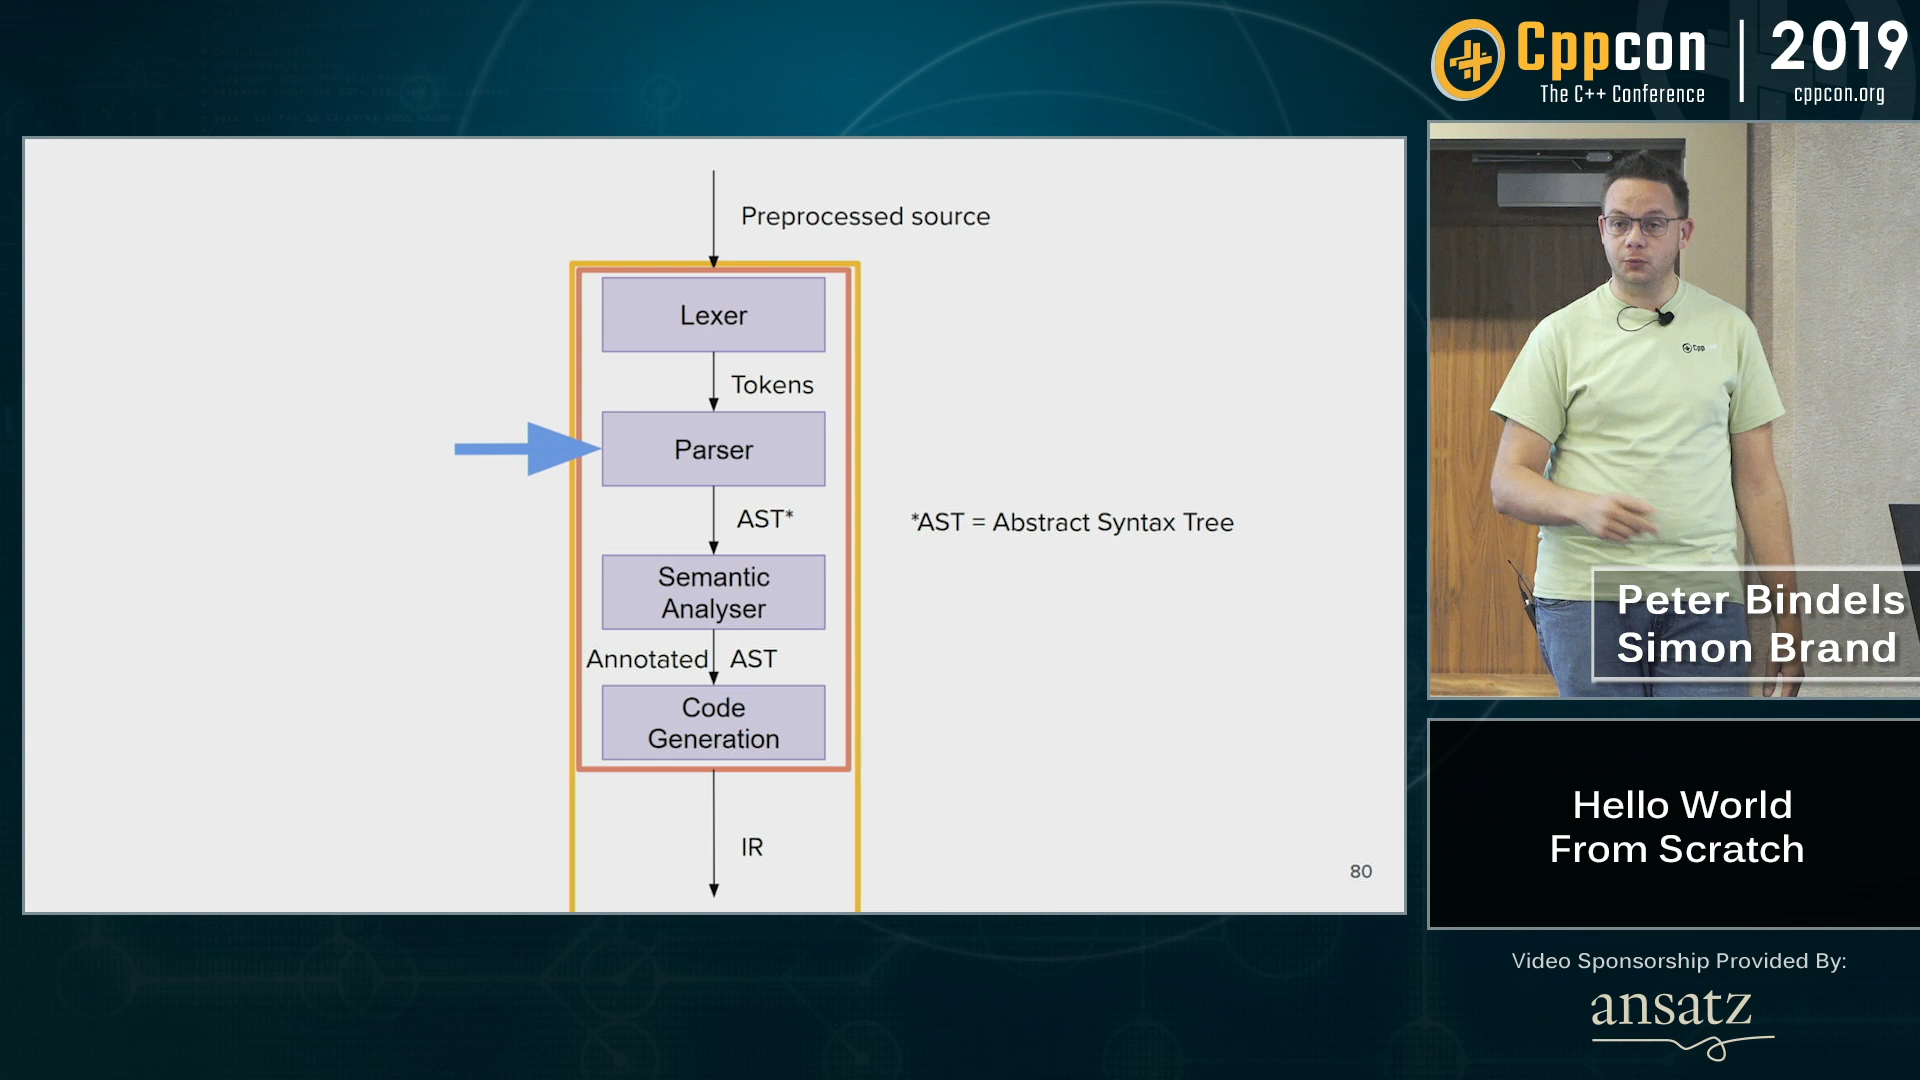 Cppcon
The C++ Conference
2019
cppcon.org
Preprocessed source
Lexer
Tokens
Parser
AST*
*AST = Abstract Syntax Tree
Semantic
Analyser
Annotated AST
Code
Generation
IR
80
Cpp
Peter Bindels
Simon Brand
Hello World
From Scratch
Video Sponsorship Provided By:
ansatz